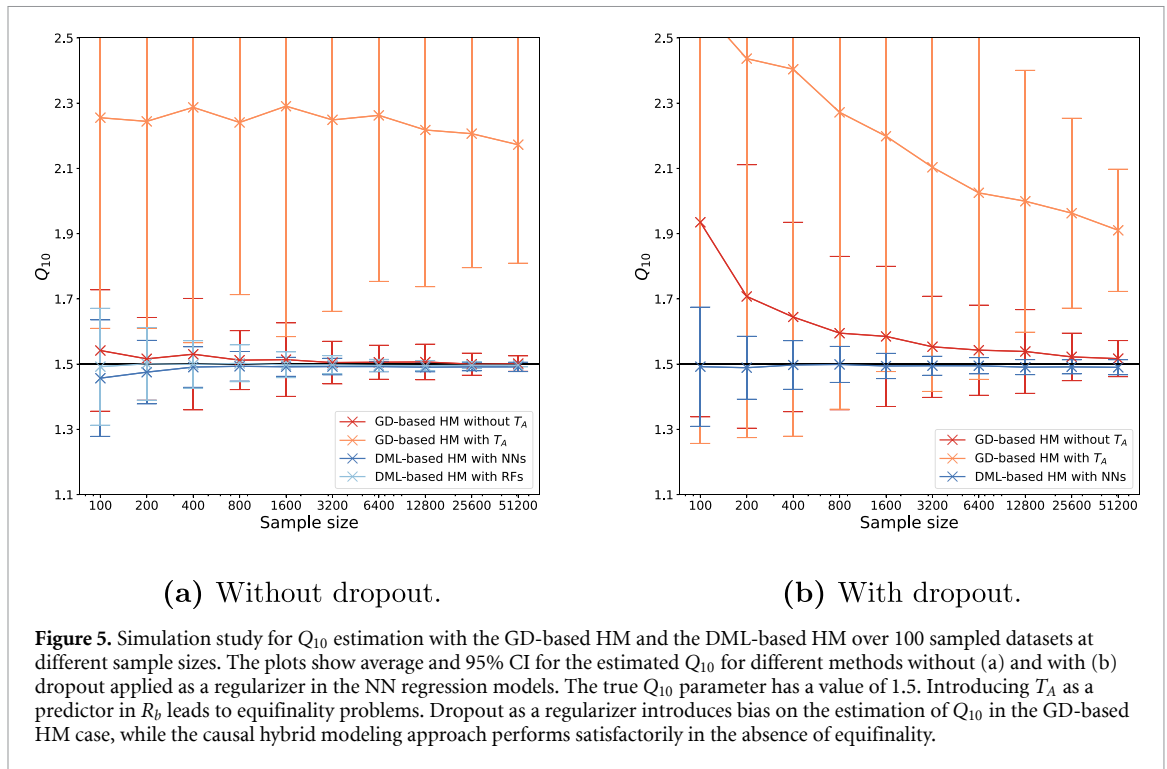 2.5
2.3
2.1
1.9
1.7
1.5
1.3
1.1
Q10
100 200 400 800 1600 3200 6400 12800 25600 51200
Sample size
GD-based HM without TA
GD-based HM with TA
DML-based HM with NNs
DML-based HM with RFs
(a) Without dropout.
2.5
2.3
2.1
1.9
1.7
1.5
1.3
1.1
Q10
100 200 400 800 1600 3200 6400 12800 25600 51200
Sample size
GD-based HM without TA
GD-based HM with TA
DML-based HM with NNs
(b) With dropout.
Figure 5. Simulation study for Q10 estimation with the GD-based HM and the DML-based HM over 100 sampled datasets at
different sample sizes. The plots show average and 95% CI for the estimated Q10 for different methods without (a) and with (b)
dropout applied as a regularizer in the NN regression models. The true Q10 parameter has a value of 1.5. Introducing TA as a
predictor in Rb leads to equifinality problems. Dropout as a regularizer introduces bias on the estimation of Q10 in the GD-based
HM case, while the causal hybrid modeling approach performs satisfactorily in the absence of equifinality.